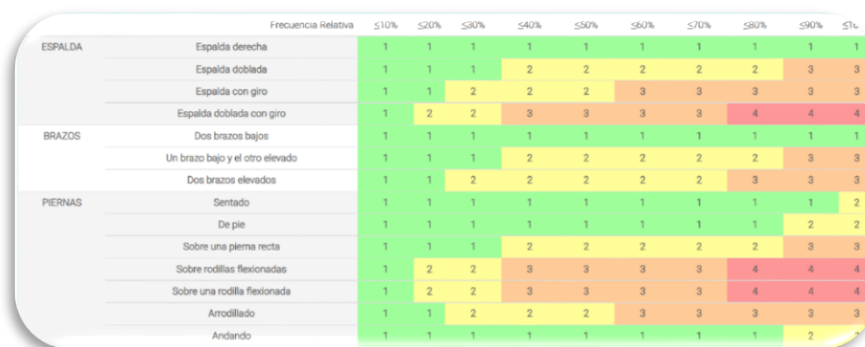 Frecuencia Relativa ≤10% ≤20% ≤30% ≤40% ≤50% ≤60% ≤70% ≤80% ≤90%
ESPALDA Espalda derecha 1 1 1 1 1 1 1 1 1 1
Espalda doblada 1 1 1 2 2 2 2 2 3 3
Espalda con giro 1 1 2 2 2 3 3 3 3 3
Espalda doblada con giro 1 2 2 3 3 3 3 4 4 4
BRAZOS Dos brazos bajos 1 1 1 1 1 1 1 1 1 1
Un brazo bajo y el otro elevado 1 1 1 2 2 2 2 2 3 3
Dos brazos elevados 1 1 2 2 2 2 2 3 3 3
PIERNAS Sentado 1 1 1 1 1 1 1 1 1 2
De pie 1 1 1 1 1 1 1 1 2 2
Sobre una pierna recta 1 1 1 2 2 2 2 2 3 3
Sobre rodillas flexionadas 1 2 2 3 3 3 3 4 4 4
Sobre una rodilla flexionada 1 2 2 3 3 3 3 4 4 4
Arrodillado 1 1 2 2 2 3 3 3 3 3
Andando 1 1 1 1 1 1 1 1 2